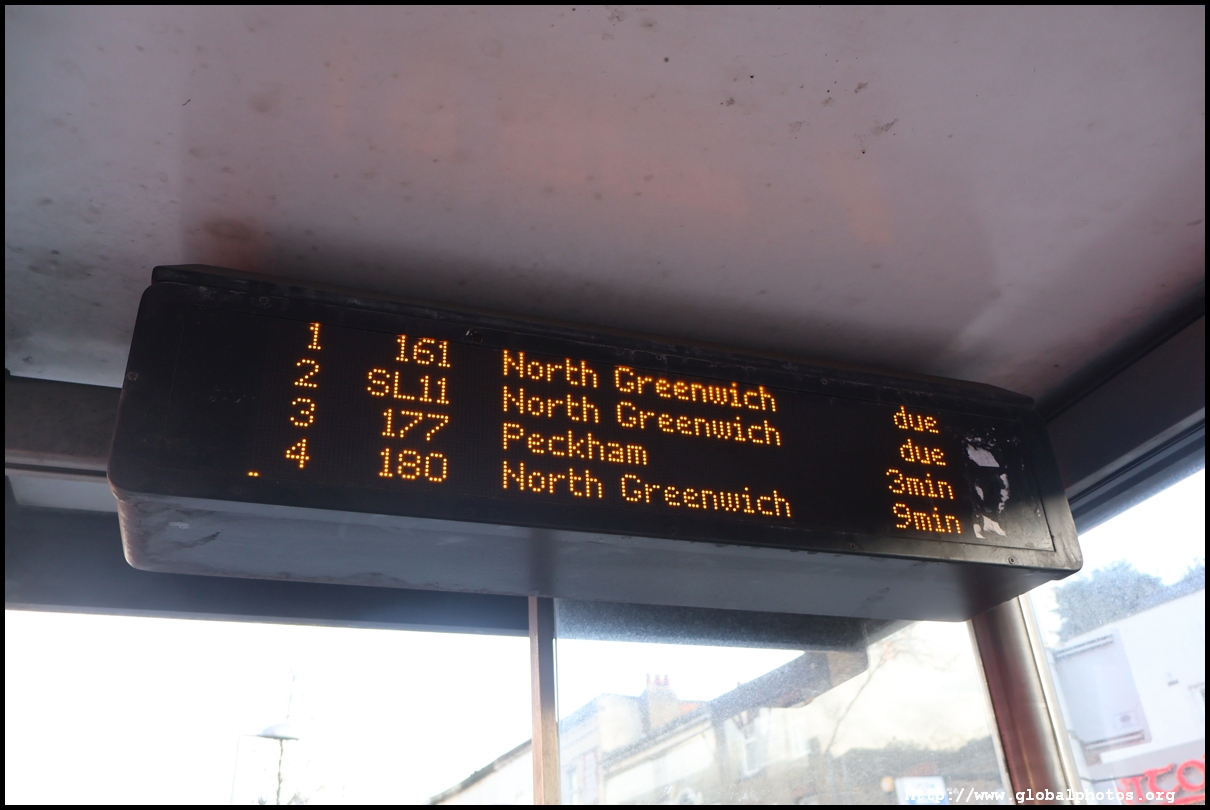 1 161 North Greenwich due
2 SL11 North Greenwich due
3 177 Peckham 3min
4 180 North Greenwich 9min
http://www.globalphotos.org